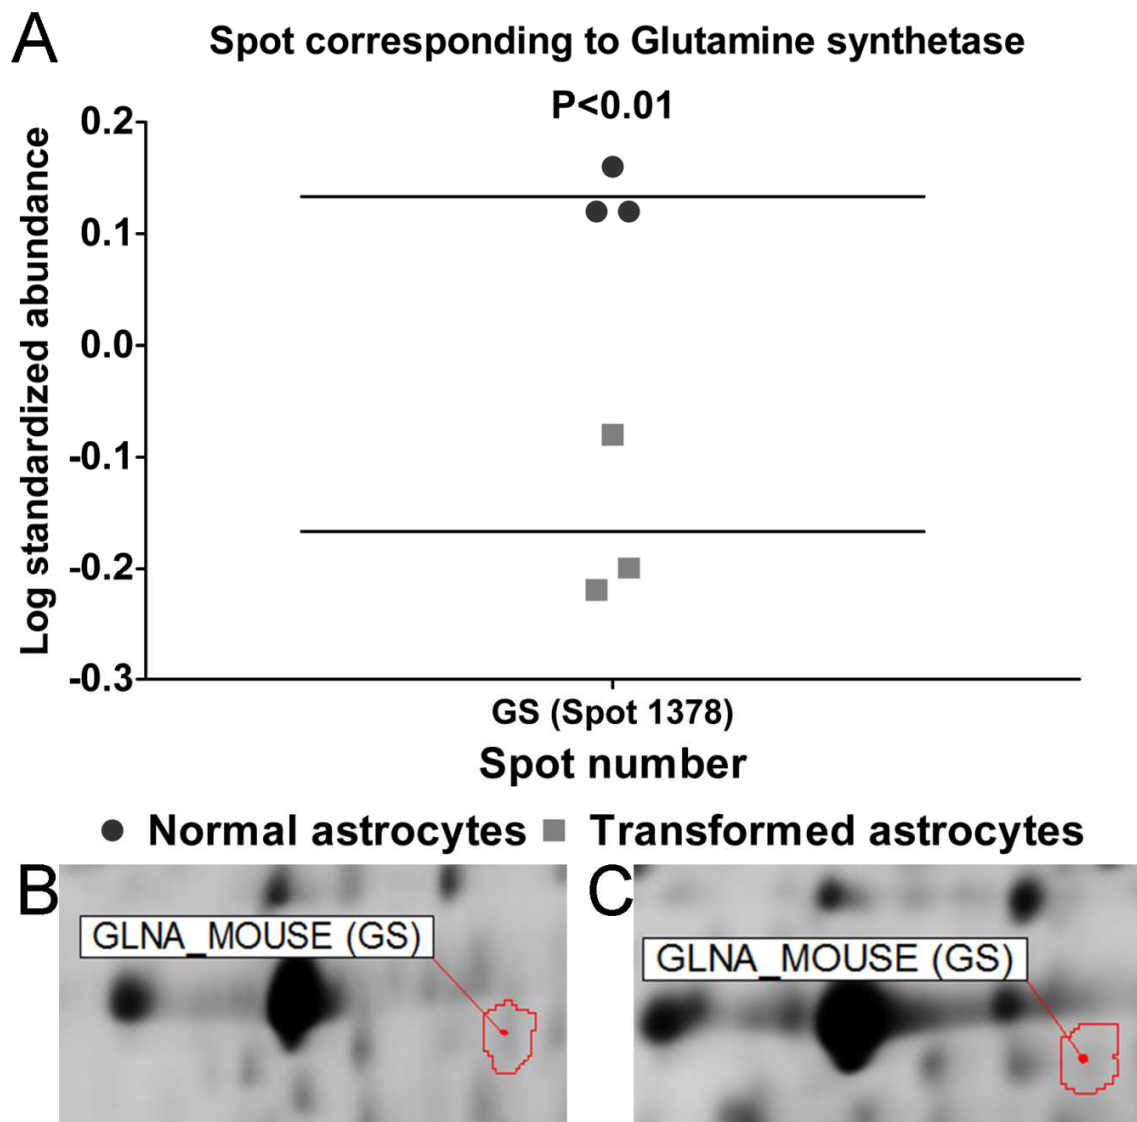 A
Spot corresponding to Glutamine synthetase
P<0.01
Log standardized abundance
0.2
0.1
0.0
-0.1
-0.2
-0.3
GS (Spot 1378)
Spot number
Normal astrocytes
Transformed astrocytes
B
GLNA_MOUSE (GS)
C
GLNA_MOUSE (GS)